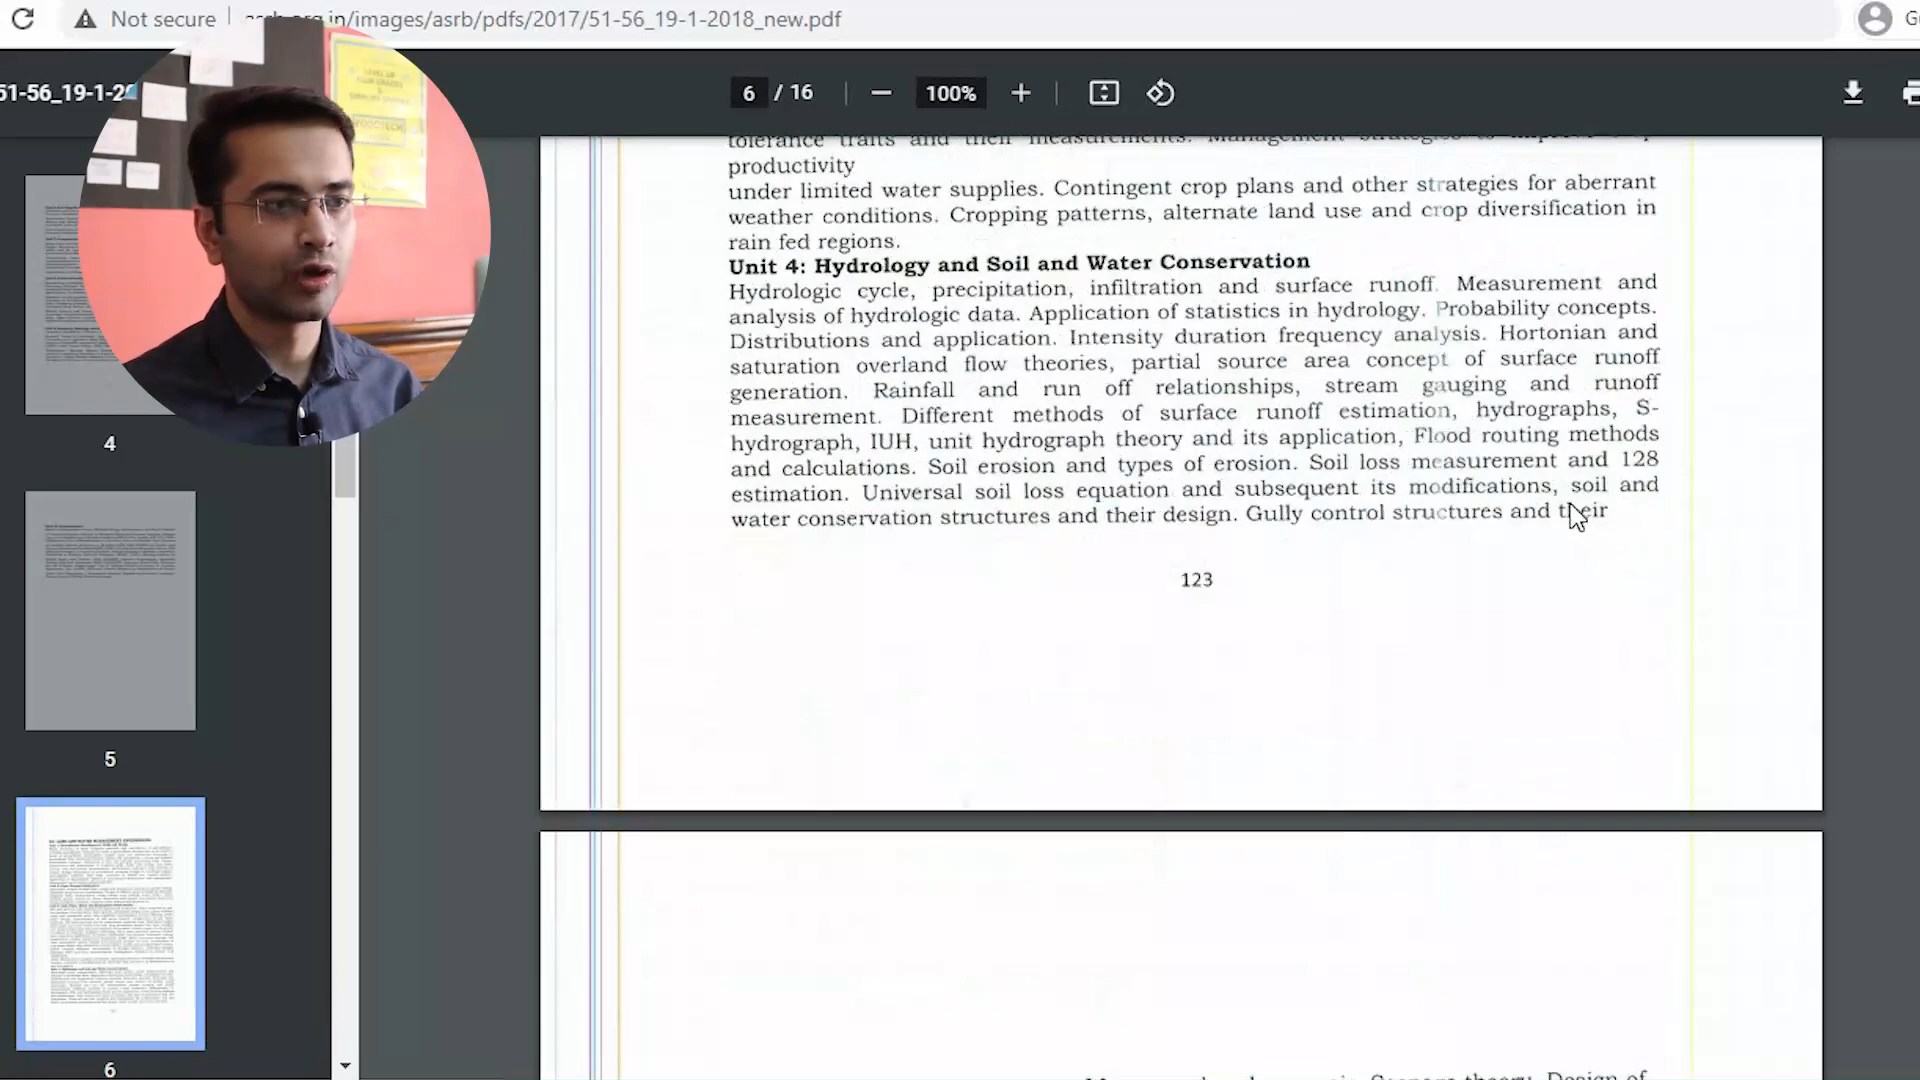 Not secure
asrb.org.in/images/asrb/pdfs/2017/51-56_19-1-2018_new.pdf
51-56_19-1-20
6 / 16
100%
LEVEL UP
YOUR GRADES
&
tolerance traits and their measurements. Management strategies to improve
productivity
under limited water supplies. Contingent crop plans and other strategies for aberrant
weather conditions. Cropping patterns, alternate land use and crop diversification in
rain fed regions.
Unit 4: Hydrology and Soil and Water Conservation
Hydrologic cycle, precipitation, infiltration and surface runoff. Measurement and
analysis of hydrologic data. Application of statistics in hydrology. Probability concepts.
Distributions and application. Intensity duration frequency analysis. Hortonian and
saturation overland flow theories, partial source area concept of surface runoff
generation. Rainfall and run off relationships, stream gauging and runoff
measurement. Different methods of surface runoff estimation, hydrographs, S-
hydrograph, IUH, unit hydrograph theory and its application, Flood routing methods
and calculations. Soil erosion and types of erosion. Soil loss measurement and 128
estimation. Universal soil loss equation and subsequent its modifications, soil and
water conservation structures and their design. Gully control structures and their
123
4
5
6
Seepage theory. Design of